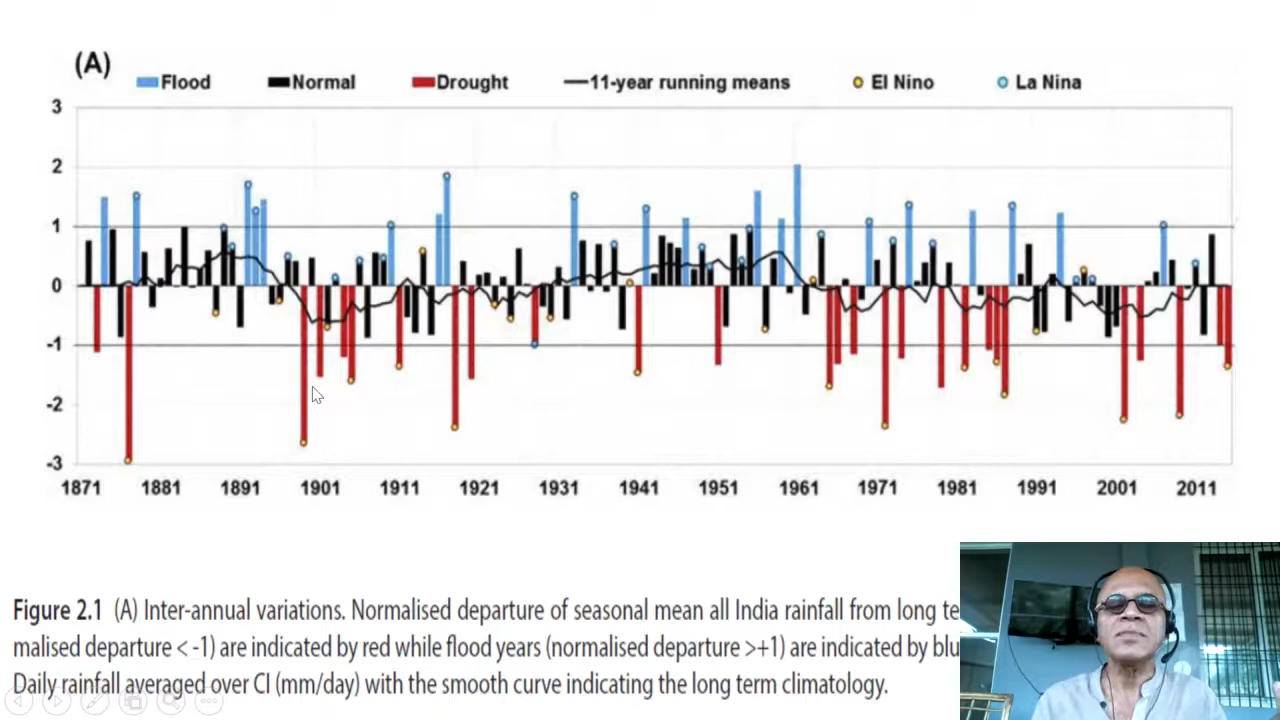 (A)
Flood Normal Drought 11-year running means El Nino La Nina
3
2
1
0
-1
-2
-3
1871 1881 1891 1901 1911 1921 1931 1941 1951 1961 1971 1981 1991 2001 2011
Figure 2.1 (A) Inter-annual variations. Normalised departure of seasonal mean all India rainfall from long te
malised departure < -1) are indicated by red while flood years (normalised departure >+1) are indicated by blu
Daily rainfall averaged over CI (mm/day) with the smooth curve indicating the long term climatology.